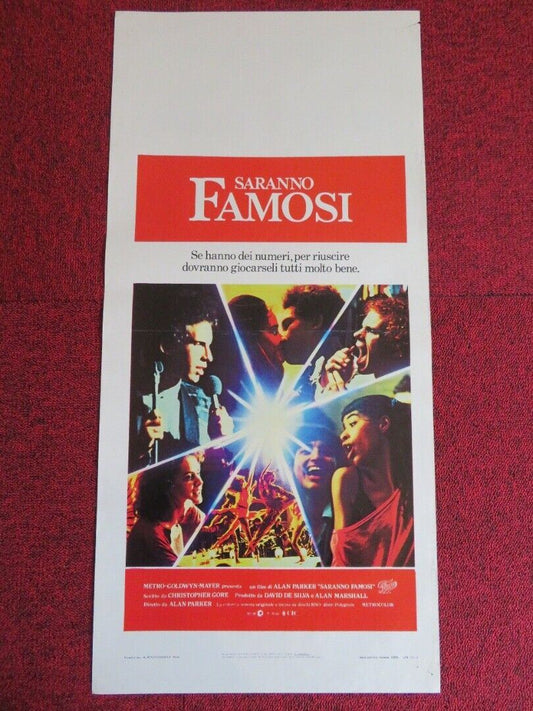 SARANNO
FAMOSI
Se hanno dei numeri, per riuscire
dovranno giocarseli tutti molto bene.
METRO-GOLDWYN-MAYER presenta un film di ALAN PARKER "SARANNO FAMOSI"
Scritto da CHRISTOPHER GORE Prodotto da DAVID DE SILVA e ALAN MARSHALL
Diretto da ALAN PARKER METROCOLOR
CIC